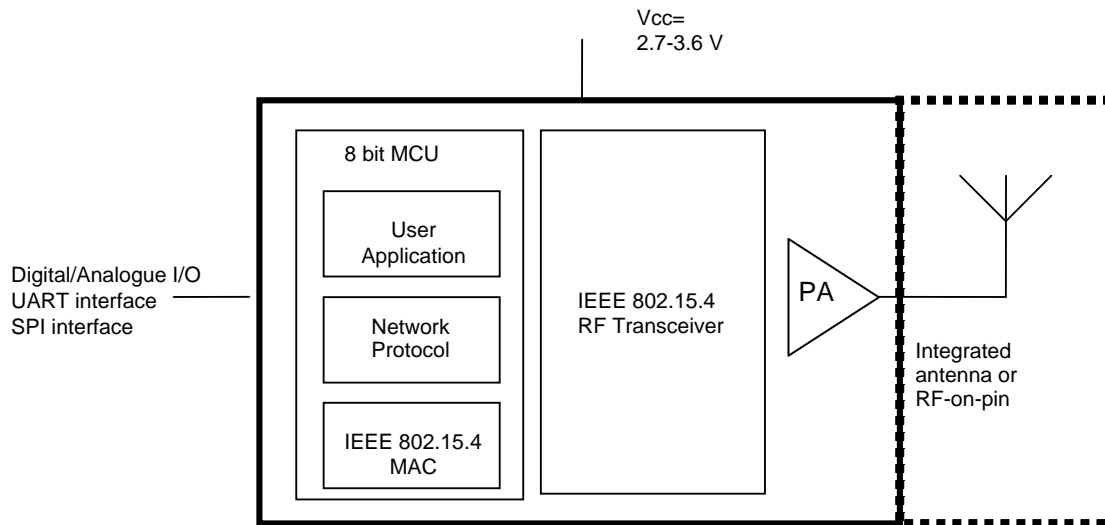 Vcc=
2.7-3.6 V
8 bit MCU
User
Application
Network
Protocol
IEEE 802.15.4
MAC
IEEE 802.15.4
RF Transceiver
PA
Digital/Analogue I/O
UART interface
SPI interface
Integrated
antenna or
RF-on-pin